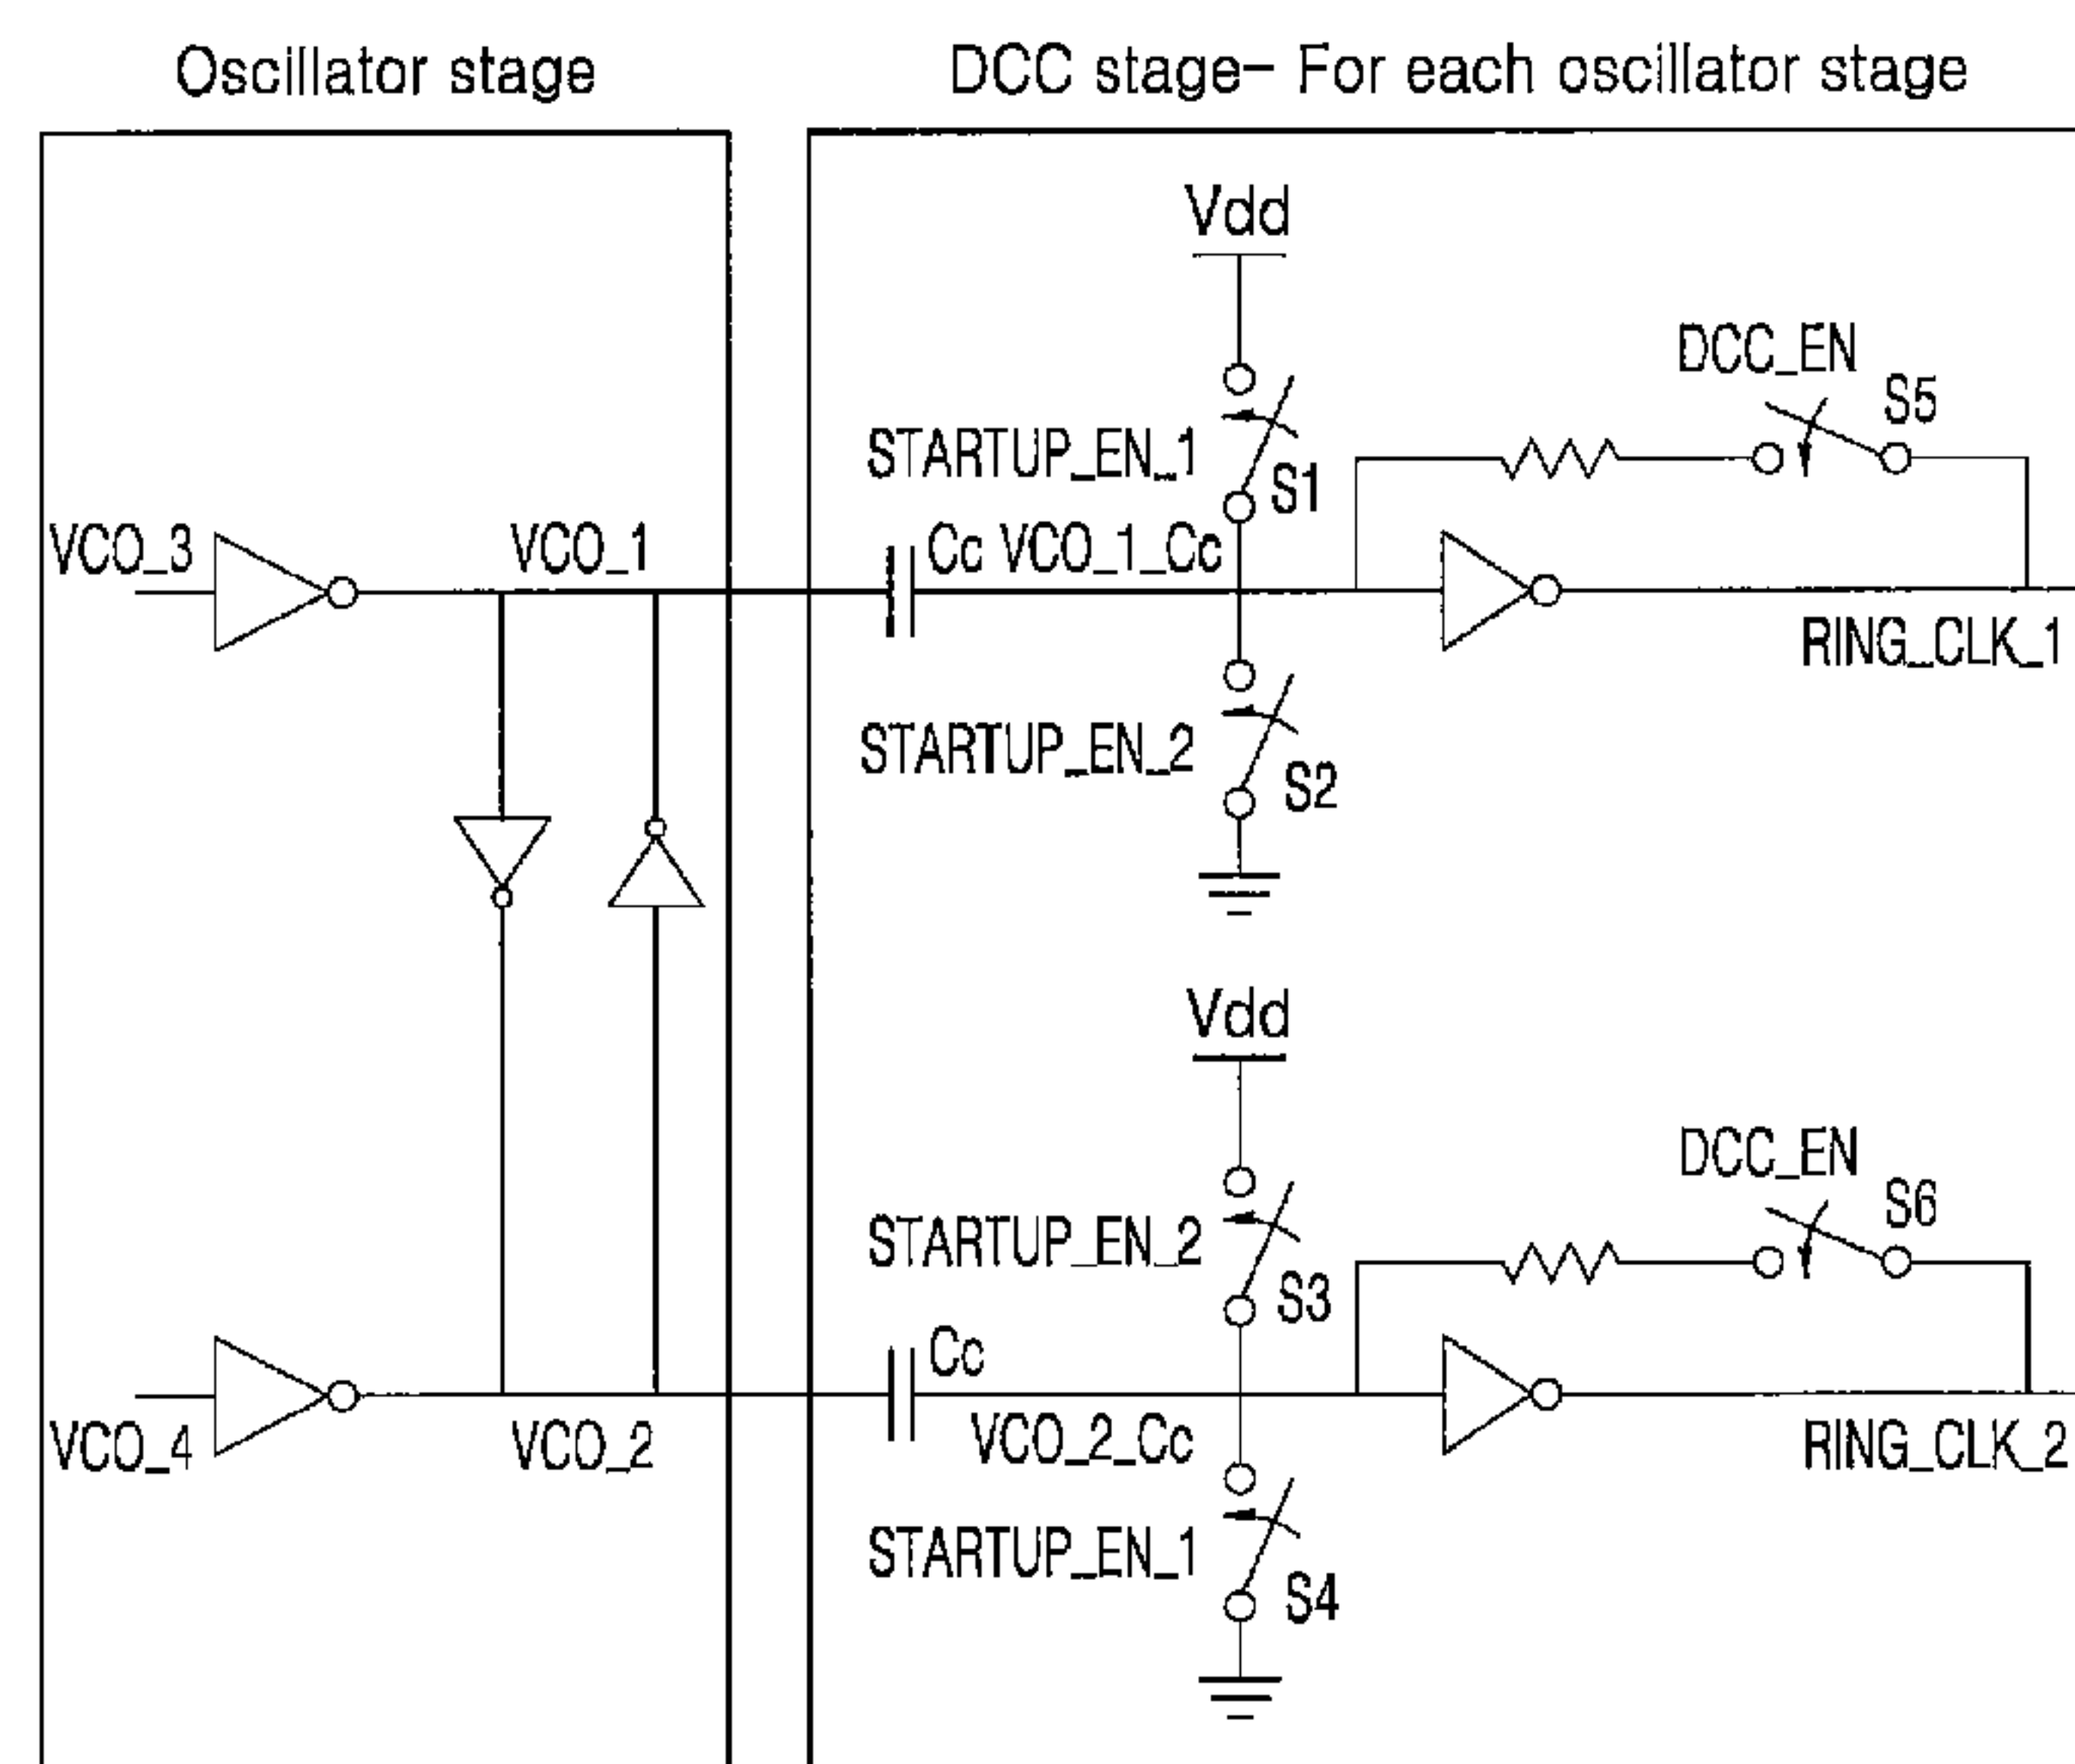 Oscillator stage
DCC stage- For each oscillator stage
Vdd
DCC_EN
S5
STARTUP_EN_1
S1
VCO_3
VCO_1
Cc VCO_1_Cc
RING_CLK_1
STARTUP_EN_2
S2
Vdd
DCC_EN
S6
STARTUP_EN_2
S3
Cc
VCO_4
VCO_2
VCO_2_Cc
RING_CLK_2
STARTUP_EN_1
S4